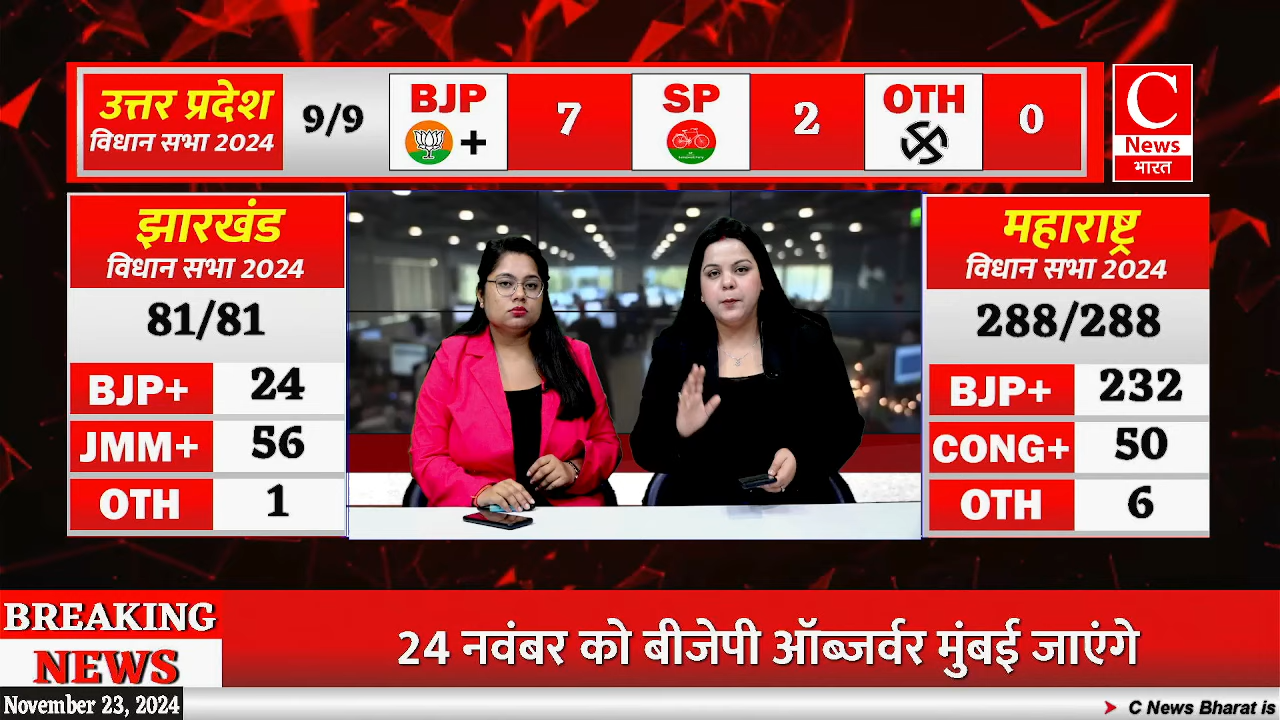 उत्तर प्रदेश
विधान सभा 2024
9/9
BJP
+
7
SP
2
OTH
0
C
News
भारत
झारखंड
विधान सभा 2024
81/81
BJP+ 24
JMM+ 56
OTH 1
महाराष्ट्र
विधान सभा 2024
288/288
BJP+ 232
CONG+ 50
OTH 6
BREAKING
NEWS
24 नवंबर को बीजेपी ऑब्जर्वर मुंबई जाएंगे
November 23, 2024
C News Bharat is